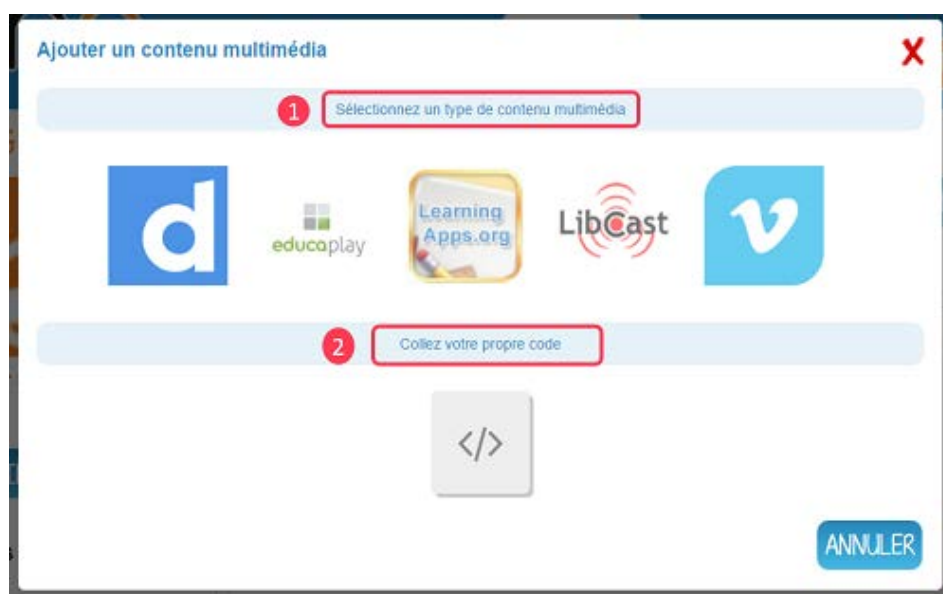 Ajouter un contenu multimédia
X
1 Sélectionnez un type de contenu multimédia
d
educaplay
Learning
Apps.org
LibCast
v
2 Collez votre propre code
</>
ANNULER